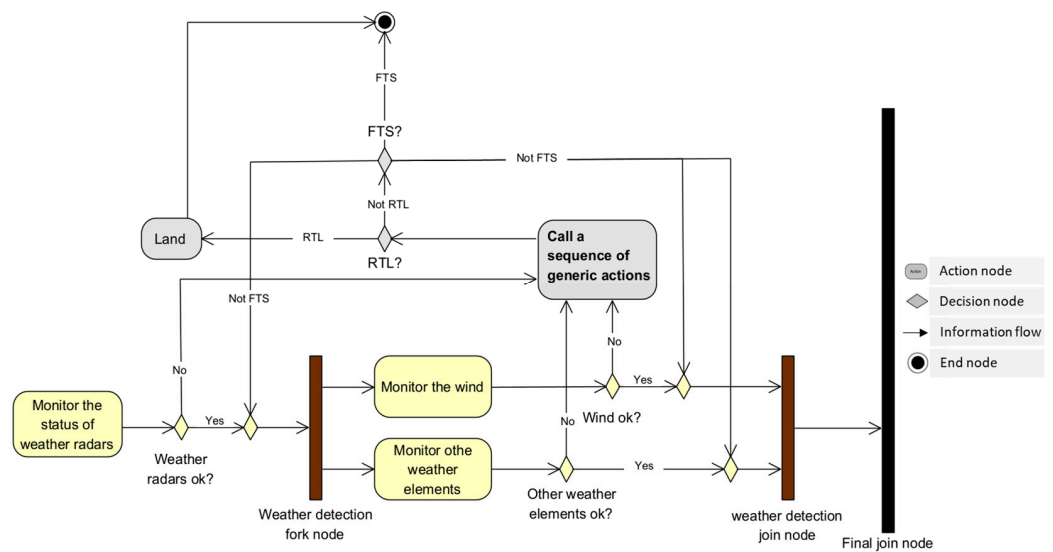 FTS
FTS?
Not FTS
Not RTL
Land
RTL
RTL?
Call a
sequence of
generic actions
Not FTS
No
No
No
Monitor the
status of
weather radars
Yes
Weather
radars ok?
Monitor the wind
Yes
Wind ok?
Monitor othe
weather
elements
Yes
Other weather
elements ok?
Weather detection
fork node
weather detection
join node
Final join node
Action
Action node
Decision node
Information flow
End node